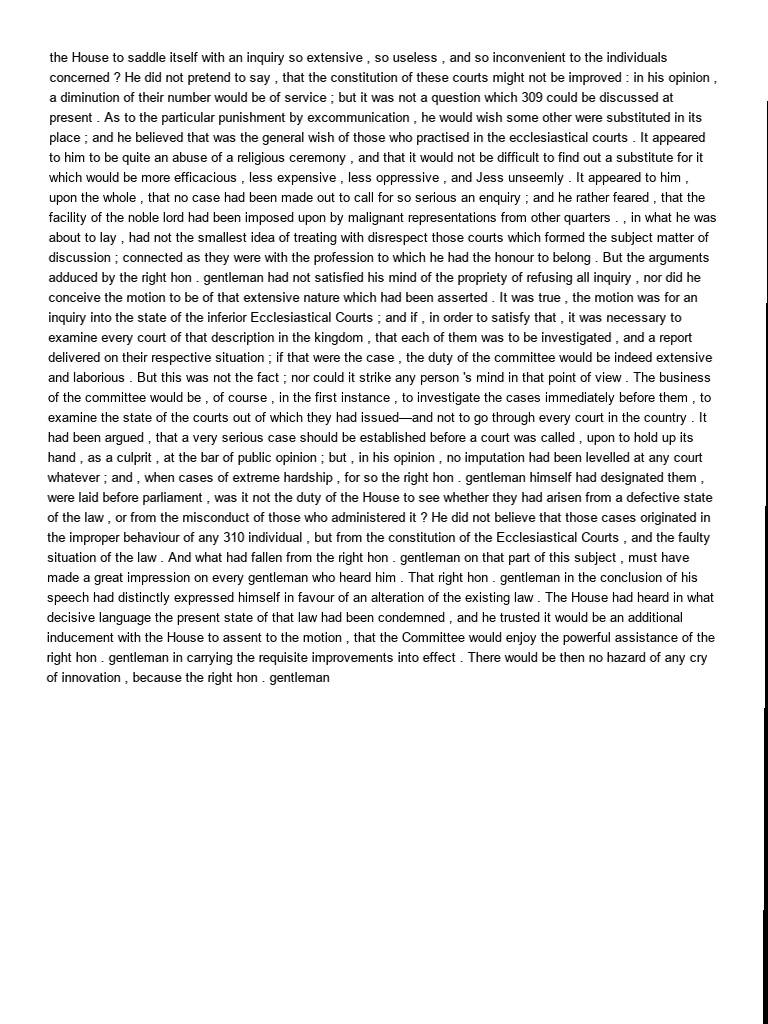 the House to saddle itself with an inquiry so extensive , so useless , and so inconvenient to the individuals
concerned ? He did not pretend to say , that the constitution of these courts might not be improved : in his opinion ,
a diminution of their number would be of service ; but it was not a question which 309 could be discussed at
present . As to the particular punishment by excommunication , he would wish some other were substituted in its
place ; and he believed that was the general wish of those who practised in the ecclesiastical courts . It appeared
to him to be quite an abuse of a religious ceremony , and that it would not be difficult to find out a substitute for it
which would be more efficacious , less expensive , less oppressive , and Jess unseemly . It appeared to him ,
upon the whole , that no case had been made out to call for so serious an enquiry ; and he rather feared , that the
facility of the noble lord had been imposed upon by malignant representations from other quarters . , in what he was
about to lay , had not the smallest idea of treating with disrespect those courts which formed the subject matter of
discussion ; connected as they were with the profession to which he had the honour to belong . But the arguments
adduced by the right hon . gentleman had not satisfied his mind of the propriety of refusing all inquiry , nor did he
conceive the motion to be of that extensive nature which had been asserted . It was true , the motion was for an
inquiry into the state of the inferior Ecclesiastical Courts ; and if , in order to satisfy that , it was necessary to
examine every court of that description in the kingdom , that each of them was to be investigated , and a report
delivered on their respective situation ; if that were the case , the duty of the committee would be indeed extensive
and laborious . But this was not the fact ; nor could it strike any person 's mind in that point of view . The business
of the committee would be , of course , in the first instance , to investigate the cases immediately before them , to
examine the state of the courts out of which they had issued—and not to go through every court in the country . It
had been argued , that a very serious case should be established before a court was called , upon to hold up its
hand , as a culprit , at the bar of public opinion ; but , in his opinion , no imputation had been levelled at any court
whatever ; and , when cases of extreme hardship , for so the right hon . gentleman himself had designated them ,
were laid before parliament , was it not the duty of the House to see whether they had arisen from a defective state
of the law , or from the misconduct of those who administered it ? He did not believe that those cases originated in
the improper behaviour of any 310 individual , but from the constitution of the Ecclesiastical Courts , and the faulty
situation of the law . And what had fallen from the right hon . gentleman on that part of this subject , must have
made a great impression on every gentleman who heard him . That right hon . gentleman in the conclusion of his
speech had distinctly expressed himself in favour of an alteration of the existing law . The House had heard in what
decisive language the present state of that law had been condemned , and he trusted it would be an additional
inducement with the House to assent to the motion , that the Committee would enjoy the powerful assistance of the
right hon . gentleman in carrying the requisite improvements into effect . There would be then no hazard of any cry
of innovation , because the right hon . gentleman